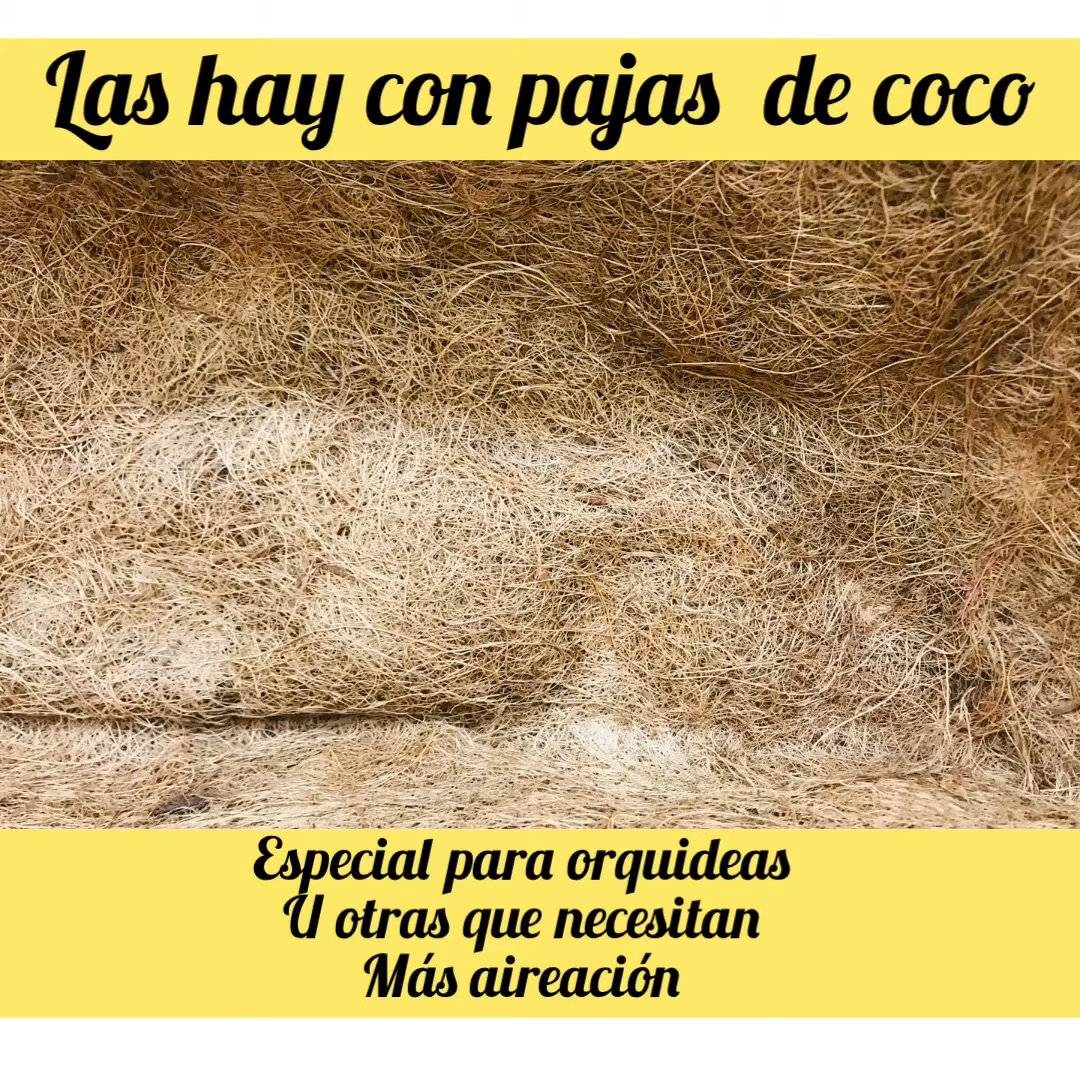 Las hay con pajas de coco
Especial para orquideas
U otras que necesitan
Más aireación